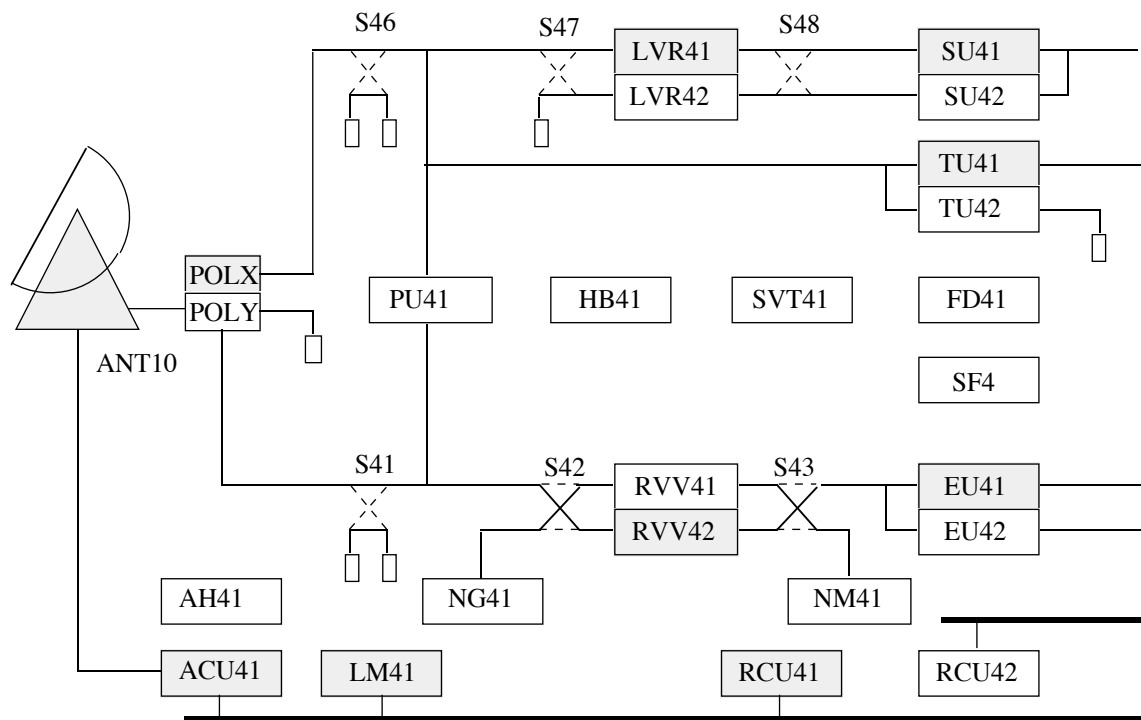 S46
S47
S48
LVR41
SU41
LVR42
SU42
TU41
TU42
POLX
POLY
PU41
HB41
SVT41
FD41
ANT10
SF4
S41
S42
S43
RVV41
EU41
RVV42
EU42
AH41
NG41
NM41
ACU41
LM41
RCU41
RCU42